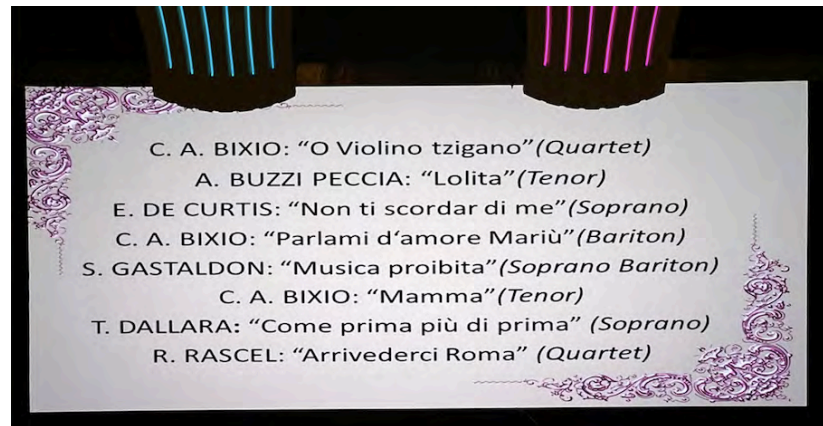 C. A. BIXIO: “O Violino tzigano”(Quartet)
A. BUZZI PECCIA: “Lolita”(Tenor)
E. DE CURTIS: “Non ti scordar di me”(Soprano)
C. A. BIXIO: “Parlami d‘amore Mariù”(Bariton)
S. GASTALDON: “Musica proibita”(Soprano Bariton)
C. A. BIXIO: “Mamma”(Tenor)
T. DALLARA: “Come prima più di prima” (Soprano)
R. RASCEL: “Arrivederci Roma” (Quartet)